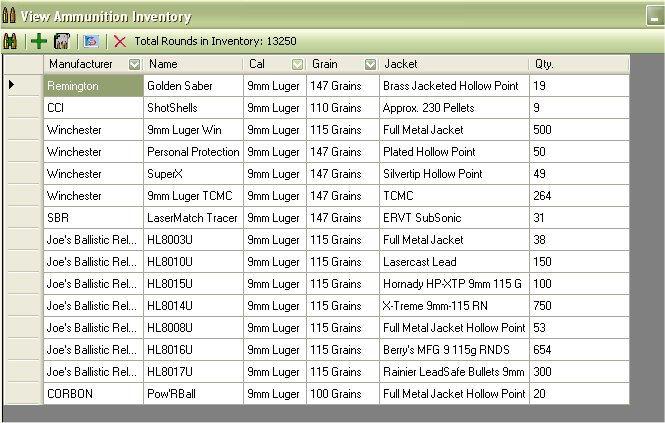 View Ammunition Inventory
Total Rounds in Inventory: 13250
Manufacturer Name Cal Grain Jacket Qty.
Remington Golden Saber 9mm Luger 147 Grains Brass Jacketed Hollow Point 19
CCI ShotShells 9mm Luger 110 Grains Approx. 230 Pellets 9
Winchester 9mm Luger Win 9mm Luger 115 Grains Full Metal Jacket 500
Winchester Personal Protection 9mm Luger 147 Grains Plated Hollow Point 50
Winchester SuperX 9mm Luger 147 Grains Silvertip Hollow Point 49
Winchester 9mm Luger TCMC 9mm Luger 147 Grains TCMC 264
SBR LaserMatch Tracer 9mm Luger 147 Grains ERVT SubSonic 31
Joe's Ballistic Rel... HL8003U 9mm Luger 115 Grains Full Metal Jacket 38
Joe's Ballistic Rel... HL8010U 9mm Luger 115 Grains Lasercast Lead 150
Joe's Ballistic Rel... HL8015U 9mm Luger 115 Grains Hornady HP-XTP 9mm 115 G 100
Joe's Ballistic Rel... HL8014U 9mm Luger 115 Grains X-Treme 9mm-115 RN 750
Joe's Ballistic Rel... HL8008U 9mm Luger 115 Grains Full Metal Jacket Hollow Point 53
Joe's Ballistic Rel... HL8016U 9mm Luger 115 Grains Berry's MFG 9 115g RNDS 654
Joe's Ballistic Rel... HL8017U 9mm Luger 115 Grains Rainier LeadSafe Bullets 9mm 300
CORBON Pow'RBall 9mm Luger 100 Grains Full Metal Jacket Hollow Point 20